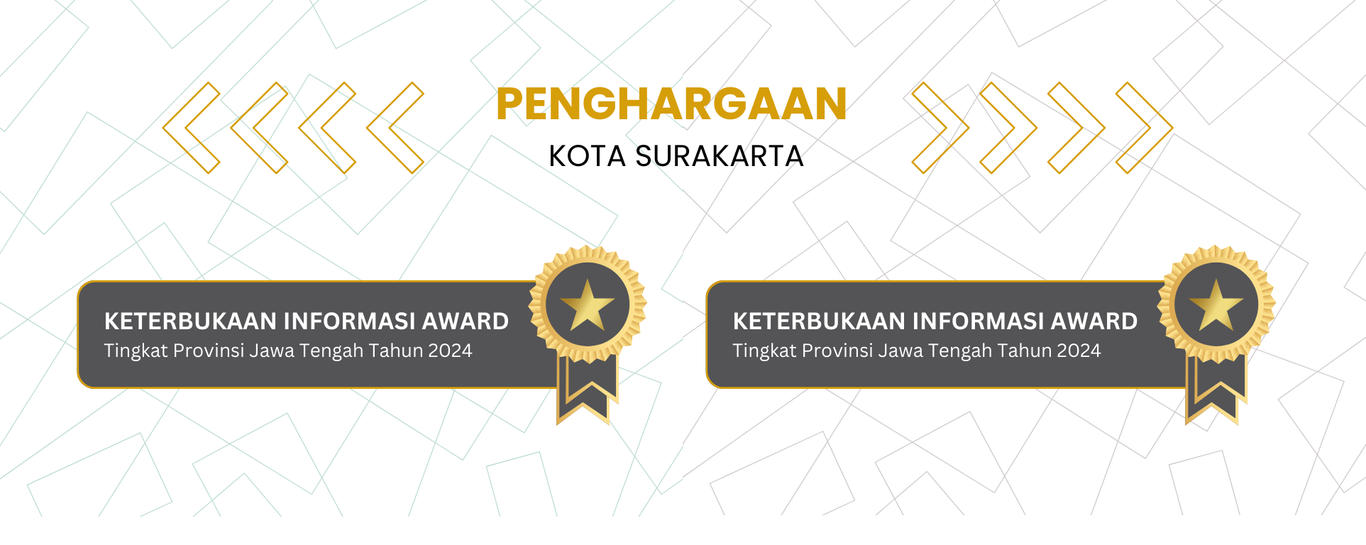 PENGHARGAAN
KOTA SURAKARTA
KETERBUKAAN INFORMASI AWARD
Tingkat Provinsi Jawa Tengah Tahun 2024
KETERBUKAAN INFORMASI AWARD
Tingkat Provinsi Jawa Tengah Tahun 2024